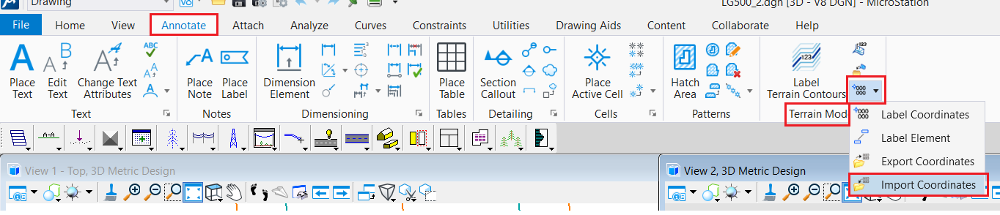 Drawing
LG500_2.dgn [3D - V8 DGN] - MicroStation
File Home View Annotate Attach Analyze Curves Constraints Utilities Drawing Aids Content Collaborate Help
Place Text
Edit Text
Change Text Attributes
ABC
Text
Place Note
Place Label
Notes
Dimension Element
Dimensioning
Place Table
Tables
Section Callout
Detailing
Place Active Cell
Cells
Hatch Area
Patterns
Label Terrain Contours
Terrain Mod
Label Coordinates
Label Element
Export Coordinates
Import Coordinates
A-A
View 1 - Top, 3D Metric Design
View 2, 3D Metric Design